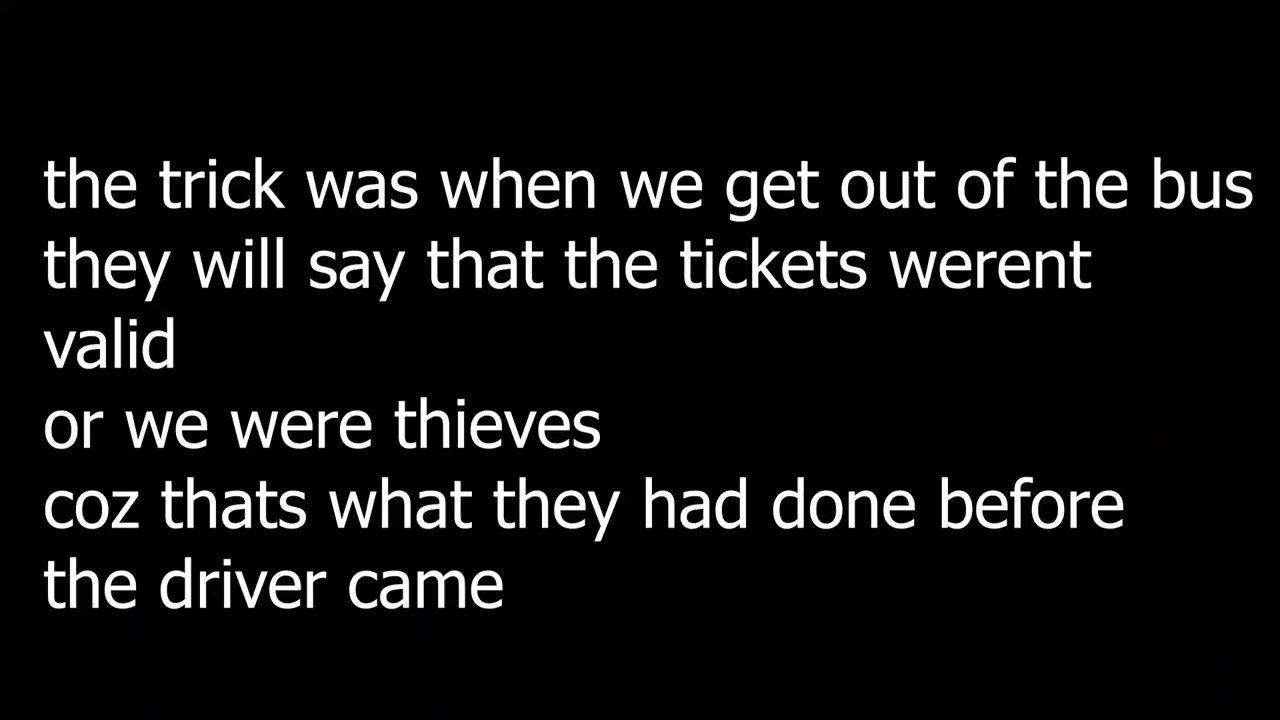 the trick was when we get out of the bus
they will say that the tickets werent
valid
or we were thieves
coz thats what they had done before
the driver came